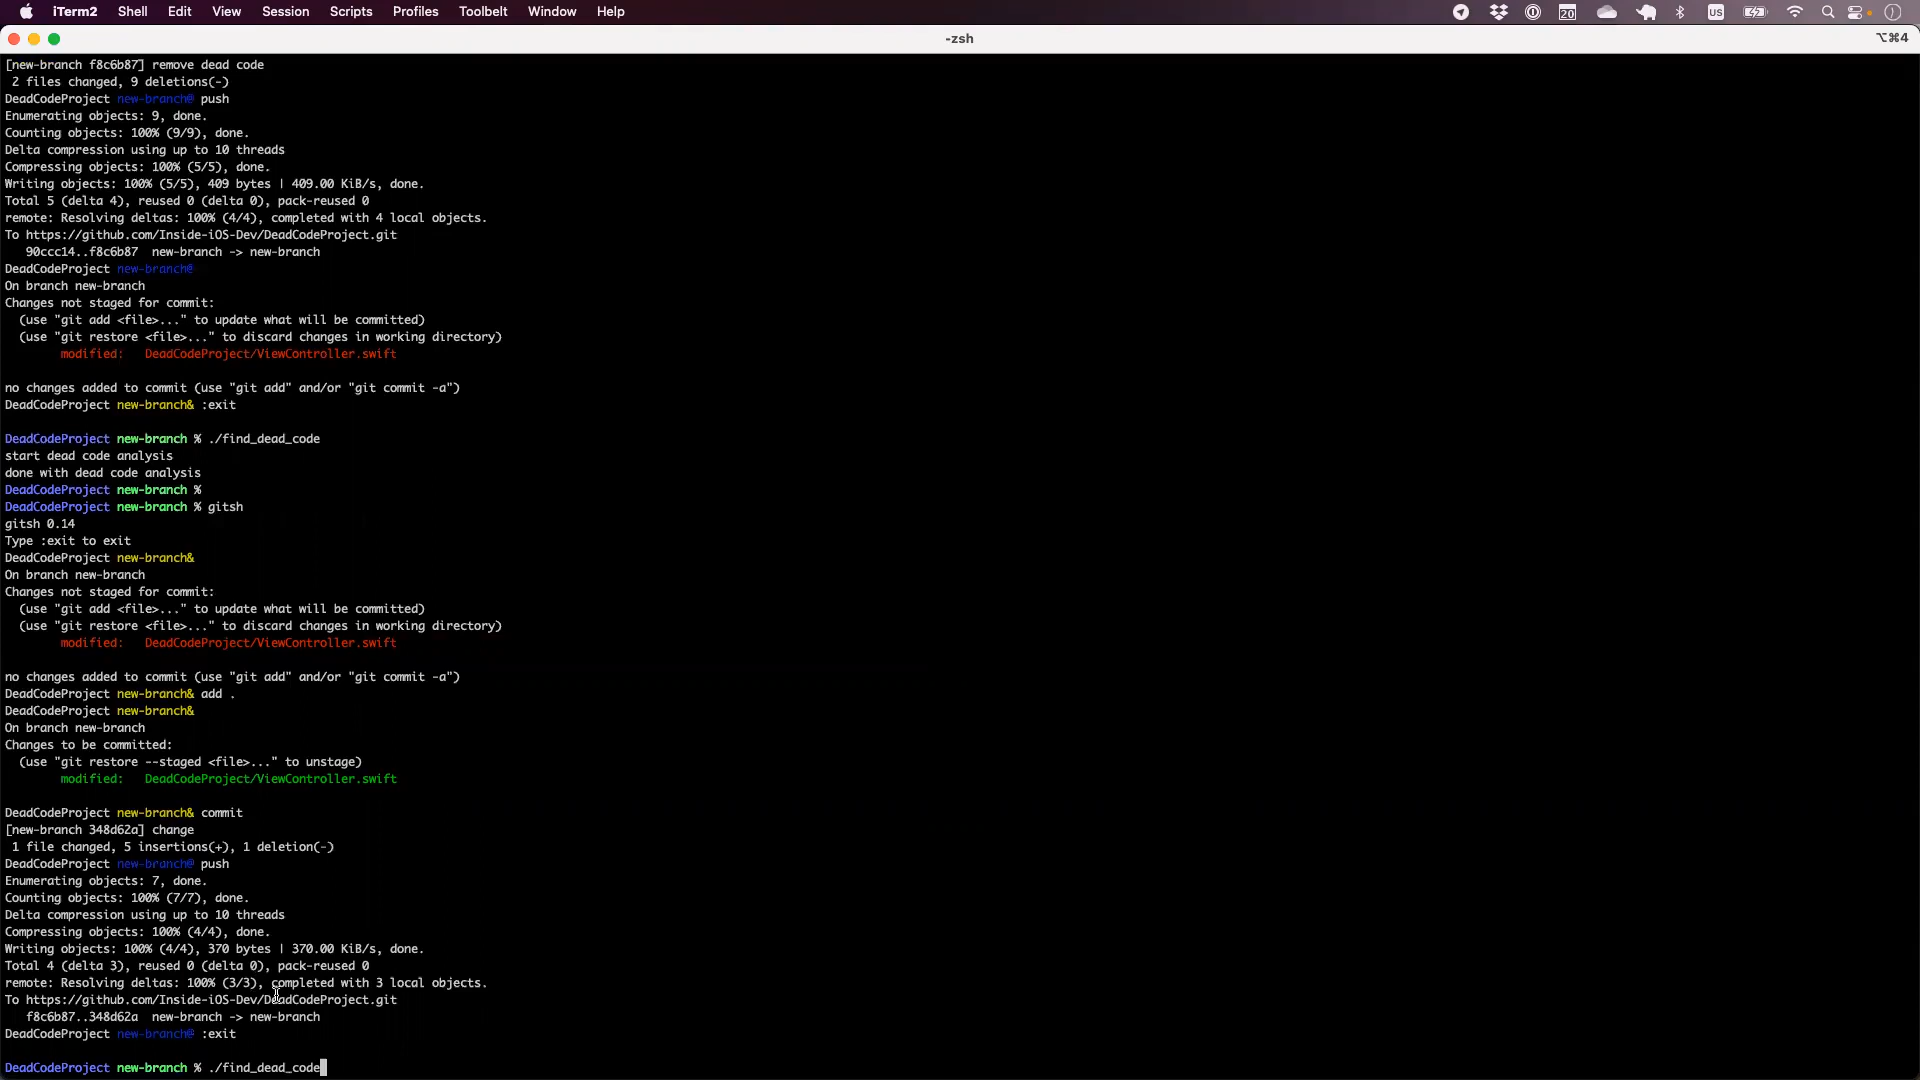 iTerm2 Shell Edit View Session Scripts Profiles Toolbelt Window Help 20 US
-zsh ⌥⌘4
[new-branch f8c6b87] remove dead code
 2 files changed, 9 deletions(-)
DeadCodeProject new-branch@ push
Enumerating objects: 9, done.
Counting objects: 100% (9/9), done.
Delta compression using up to 10 threads
Compressing objects: 100% (5/5), done.
Writing objects: 100% (5/5), 409 bytes | 409.00 KiB/s, done.
Total 5 (delta 4), reused 0 (delta 0), pack-reused 0
remote: Resolving deltas: 100% (4/4), completed with 4 local objects.
To https://github.com/Inside-iOS-Dev/DeadCodeProject.git
   90ccc14..f8c6b87  new-branch -> new-branch
DeadCodeProject new-branch@
On branch new-branch
Changes not staged for commit:
  (use "git add <file>..." to update what will be committed)
  (use "git restore <file>..." to discard changes in working directory)
        modified:   DeadCodeProject/ViewController.swift
no changes added to commit (use "git add" and/or "git commit -a")
DeadCodeProject new-branch& :exit
DeadCodeProject new-branch % ./find_dead_code
start dead code analysis
done with dead code analysis
DeadCodeProject new-branch %
DeadCodeProject new-branch % gitsh
gitsh 0.14
Type :exit to exit
DeadCodeProject new-branch&
On branch new-branch
Changes not staged for commit:
  (use "git add <file>..." to update what will be committed)
  (use "git restore <file>..." to discard changes in working directory)
        modified:   DeadCodeProject/ViewController.swift
no changes added to commit (use "git add" and/or "git commit -a")
DeadCodeProject new-branch& add .
DeadCodeProject new-branch&
On branch new-branch
Changes to be committed:
  (use "git restore --staged <file>..." to unstage)
        modified:   DeadCodeProject/ViewController.swift
DeadCodeProject new-branch& commit
[new-branch 348d62a] change
 1 file changed, 5 insertions(+), 1 deletion(-)
DeadCodeProject new-branch@ push
Enumerating objects: 7, done.
Counting objects: 100% (7/7), done.
Delta compression using up to 10 threads
Compressing objects: 100% (4/4), done.
Writing objects: 100% (4/4), 370 bytes | 370.00 KiB/s, done.
Total 4 (delta 3), reused 0 (delta 0), pack-reused 0
remote: Resolving deltas: 100% (3/3), completed with 3 local objects.
To https://github.com/Inside-iOS-Dev/DeadCodeProject.git
   f8c6b87..348d62a  new-branch -> new-branch
DeadCodeProject new-branch@ :exit
DeadCodeProject new-branch % ./find_dead_code